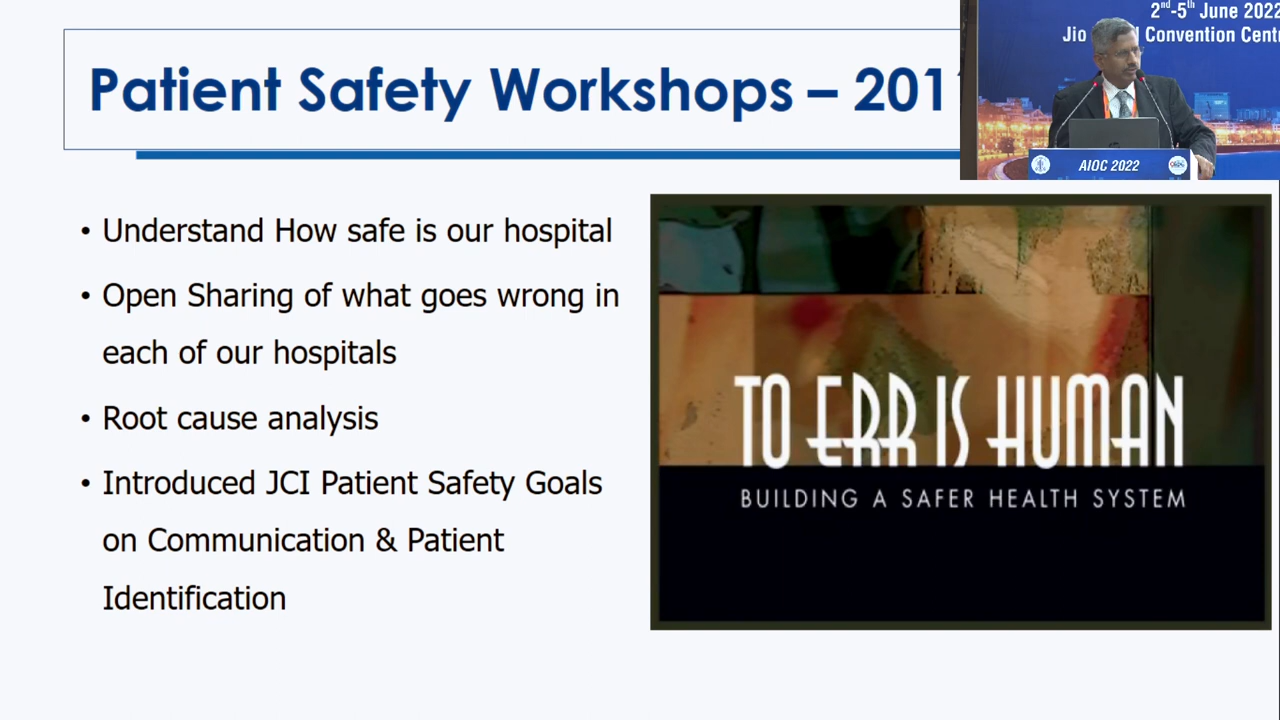 Patient Safety Workshops – 201
2nd-5th June 2022
Jio Convention Cent
AIOC 2022
• Understand How safe is our hospital
• Open Sharing of what goes wrong in
each of our hospitals
• Root cause analysis
• Introduced JCI Patient Safety Goals
on Communication & Patient
Identification
TO ERR IS HUMAN
BUILDING A SAFER HEALTH SYSTEM